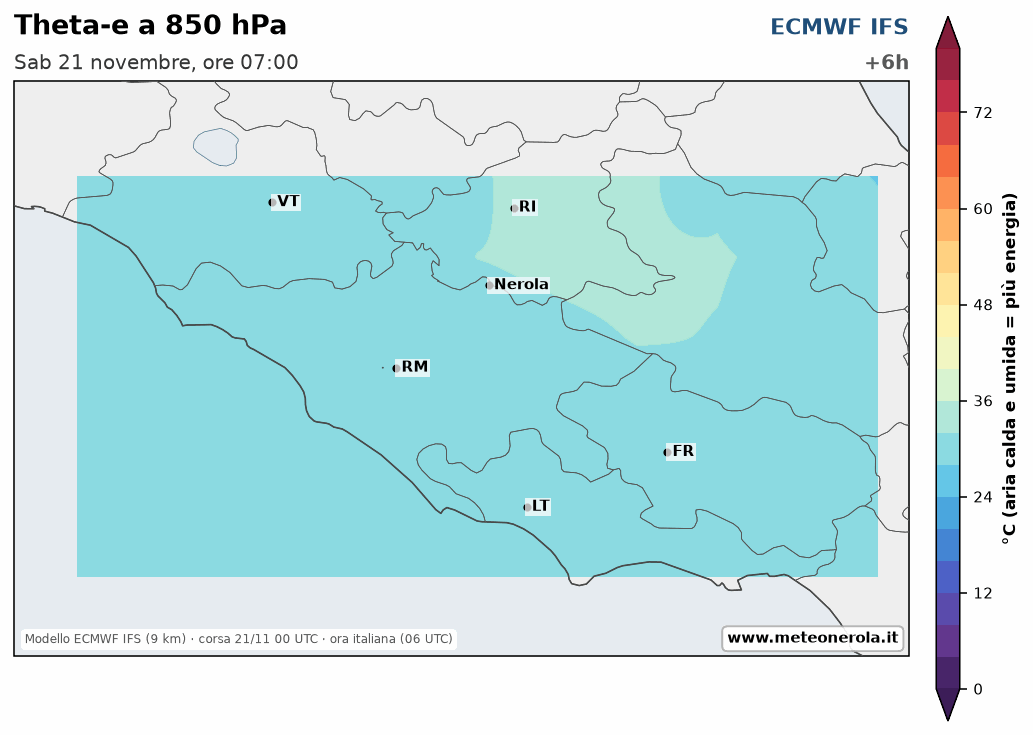 Theta-e a 850 hPa
ECMWF IFS
Sab 21 novembre, ore 07:00
+6h
VT
RI
Nerola
RM
FR
LT
72
60
48
36
24
12
0
°C (aria calda e umida = più energia)
Modello ECMWF IFS (9 km) · corsa 21/11 00 UTC · ora italiana (06 UTC)
www.meteonerola.it